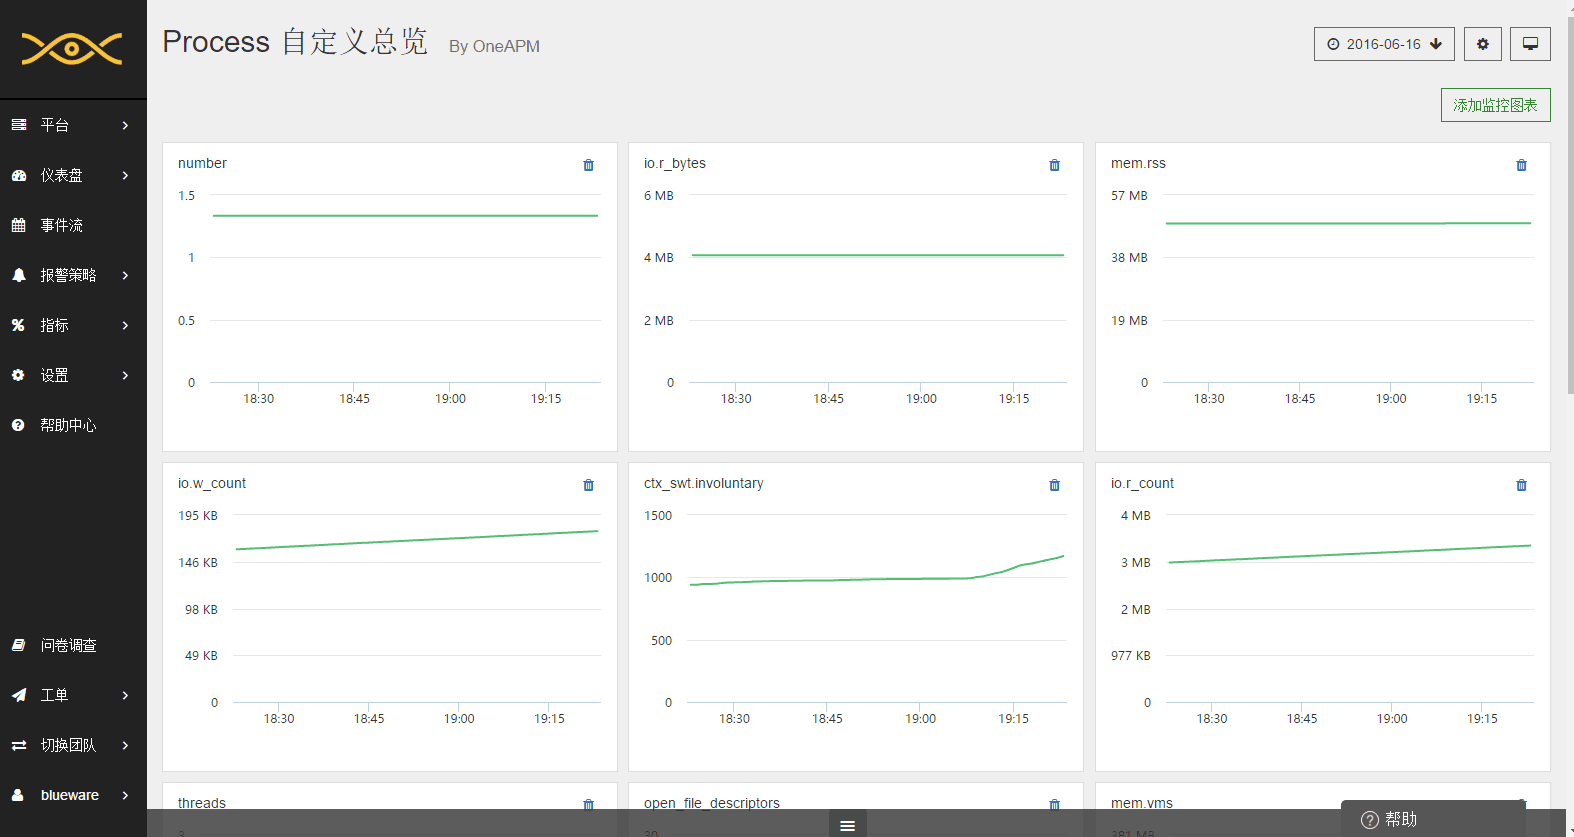 Process 自定义总览 By OneAPM
2016-06-16
添加监控图表
平台
仪表盘
事件流
报警策略
指标
设置
帮助中心
问卷调查
工单
切换团队
blueware
number
1.5
1
0.5
0
18:30 18:45 19:00 19:15
io.r_bytes
6 MB
4 MB
2 MB
0
18:30 18:45 19:00 19:15
mem.rss
57 MB
38 MB
19 MB
0
18:30 18:45 19:00 19:15
io.w_count
195 KB
146 KB
98 KB
49 KB
0
18:30 18:45 19:00 19:15
ctx_swt.involuntary
1500
1000
500
0
18:30 18:45 19:00 19:15
io.r_count
4 MB
3 MB
2 MB
977 KB
0
18:30 18:45 19:00 19:15
threads
3
open_file_descriptors
30
mem.vms
381 MB
帮助